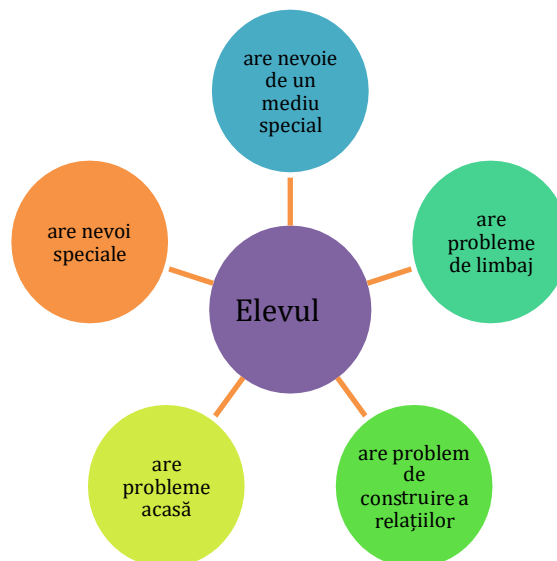 are nevoie
de un
mediu
special
are nevoi
speciale
are
probleme
de limbaj
Elevul
are
probleme
acasă
are problem
de
construire a
relațiilor